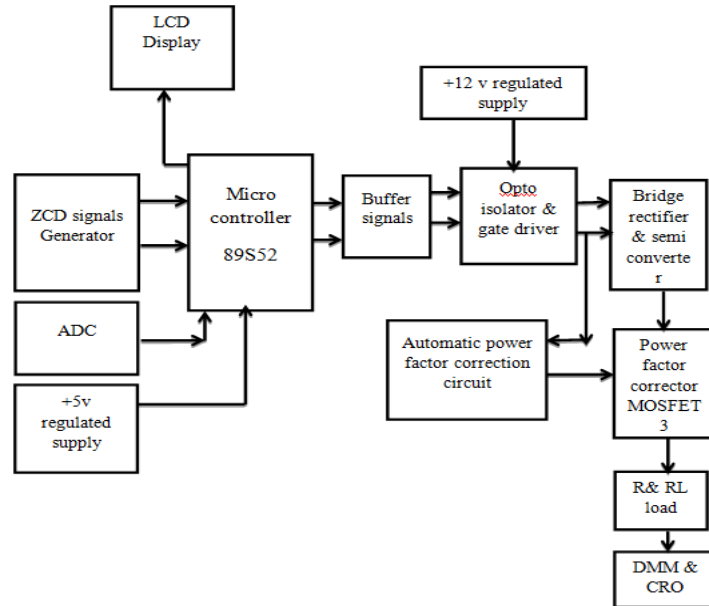 LCD
Display
+12 v regulated
supply
ZCD signals
Generator
Micro
controller
89S52
Buffer
signals
Opto
isolator &
gate driver
Bridge
rectifier
& semi
converte
r
ADC
Automatic power
factor correction
circuit
Power
factor
corrector
MOSFET
3
+5v
regulated
supply
R& RL
load
DMM &
CRO